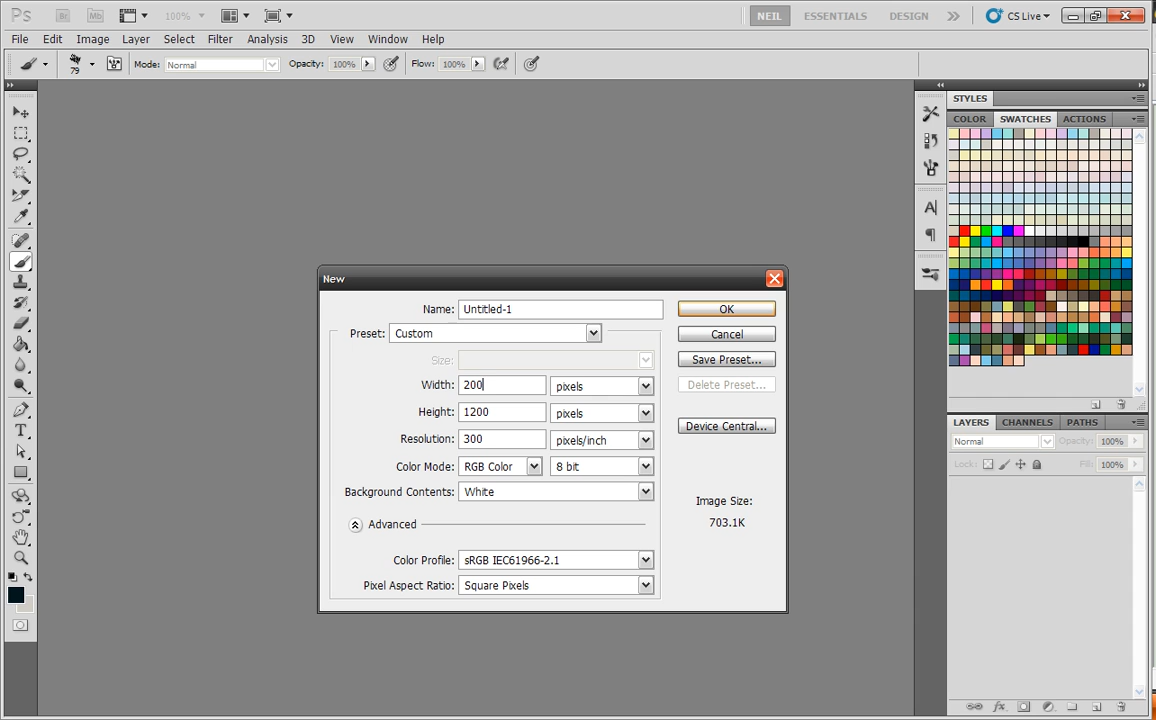 Ps Br Mb 100% NEIL ESSENTIALS DESIGN CS Live
File Edit Image Layer Select Filter Analysis 3D View Window Help
79 Mode: Normal Opacity: 100% Flow: 100%
STYLES
COLOR SWATCHES ACTIONS
New
Name: Untitled-1 OK
Preset: Custom Cancel
Size: Save Preset...
Width: 200 pixels Delete Preset...
Height: 1200 pixels
Device Central...
Resolution: 300 pixels/inch
Color Mode: RGB Color 8 bit
Background Contents: White
Image Size:
703.1K
Advanced
Color Profile: sRGB IEC61966-2.1
Pixel Aspect Ratio: Square Pixels
LAYERS CHANNELS PATHS
Normal Opacity: 100%
Lock: Fill: 100%